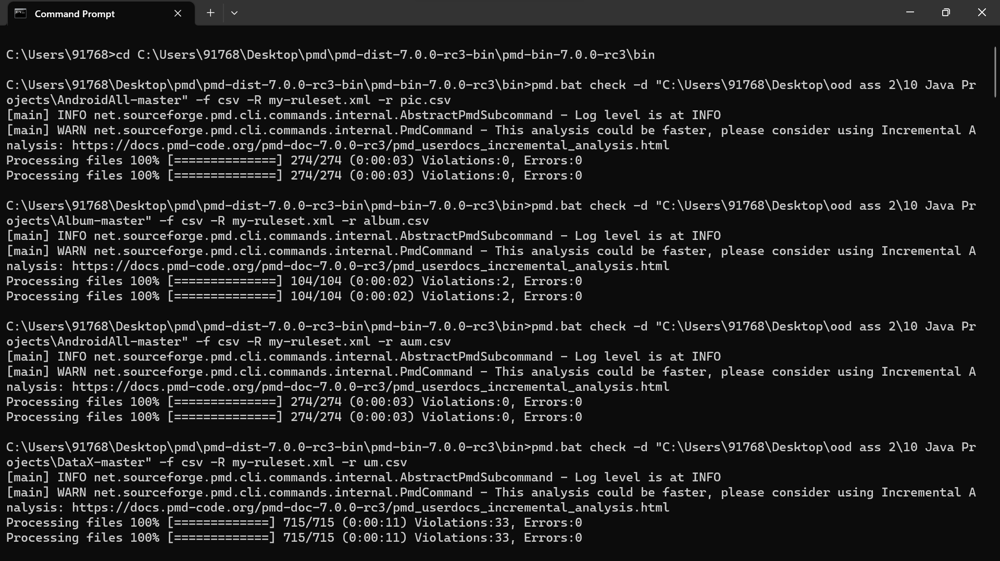 Command Prompt
C:\Users\91768>cd C:\Users\91768\Desktop\pmd\pmd-dist-7.0.0-rc3-bin\pmd-bin-7.0.0-rc3\bin
C:\Users\91768\Desktop\pmd\pmd-dist-7.0.0-rc3-bin\pmd-bin-7.0.0-rc3\bin>pmd.bat check -d "C:\Users\91768\Desktop\ood ass 2\10 Java Pr
ojects\AndroidAll-master" -f csv -R my-ruleset.xml -r pic.csv
[main] INFO net.sourceforge.pmd.cli.commands.internal.AbstractPmdSubcommand - Log level is at INFO
[main] WARN net.sourceforge.pmd.cli.commands.internal.PmdCommand - This analysis could be faster, please consider using Incremental A
nalysis: https://docs.pmd-code.org/pmd-doc-7.0.0-rc3/pmd_userdocs_incremental_analysis.html
Processing files 100% [==============] 274/274 (0:00:03) Violations:0, Errors:0
Processing files 100% [==============] 274/274 (0:00:03) Violations:0, Errors:0
C:\Users\91768\Desktop\pmd\pmd-dist-7.0.0-rc3-bin\pmd-bin-7.0.0-rc3\bin>pmd.bat check -d "C:\Users\91768\Desktop\ood ass 2\10 Java Pr
ojects\Album-master" -f csv -R my-ruleset.xml -r album.csv
[main] INFO net.sourceforge.pmd.cli.commands.internal.AbstractPmdSubcommand - Log level is at INFO
[main] WARN net.sourceforge.pmd.cli.commands.internal.PmdCommand - This analysis could be faster, please consider using Incremental A
nalysis: https://docs.pmd-code.org/pmd-doc-7.0.0-rc3/pmd_userdocs_incremental_analysis.html
Processing files 100% [==============] 104/104 (0:00:02) Violations:2, Errors:0
Processing files 100% [==============] 104/104 (0:00:02) Violations:2, Errors:0
C:\Users\91768\Desktop\pmd\pmd-dist-7.0.0-rc3-bin\pmd-bin-7.0.0-rc3\bin>pmd.bat check -d "C:\Users\91768\Desktop\ood ass 2\10 Java Pr
ojects\AndroidAll-master" -f csv -R my-ruleset.xml -r aum.csv
[main] INFO net.sourceforge.pmd.cli.commands.internal.AbstractPmdSubcommand - Log level is at INFO
[main] WARN net.sourceforge.pmd.cli.commands.internal.PmdCommand - This analysis could be faster, please consider using Incremental A
nalysis: https://docs.pmd-code.org/pmd-doc-7.0.0-rc3/pmd_userdocs_incremental_analysis.html
Processing files 100% [==============] 274/274 (0:00:03) Violations:0, Errors:0
Processing files 100% [==============] 274/274 (0:00:03) Violations:0, Errors:0
C:\Users\91768\Desktop\pmd\pmd-dist-7.0.0-rc3-bin\pmd-bin-7.0.0-rc3\bin>pmd.bat check -d "C:\Users\91768\Desktop\ood ass 2\10 Java Pr
ojects\DataX-master" -f csv -R my-ruleset.xml -r um.csv
[main] INFO net.sourceforge.pmd.cli.commands.internal.AbstractPmdSubcommand - Log level is at INFO
[main] WARN net.sourceforge.pmd.cli.commands.internal.PmdCommand - This analysis could be faster, please consider using Incremental A
nalysis: https://docs.pmd-code.org/pmd-doc-7.0.0-rc3/pmd_userdocs_incremental_analysis.html
Processing files 100% [=============] 715/715 (0:00:11) Violations:33, Errors:0
Processing files 100% [=============] 715/715 (0:00:11) Violations:33, Errors:0